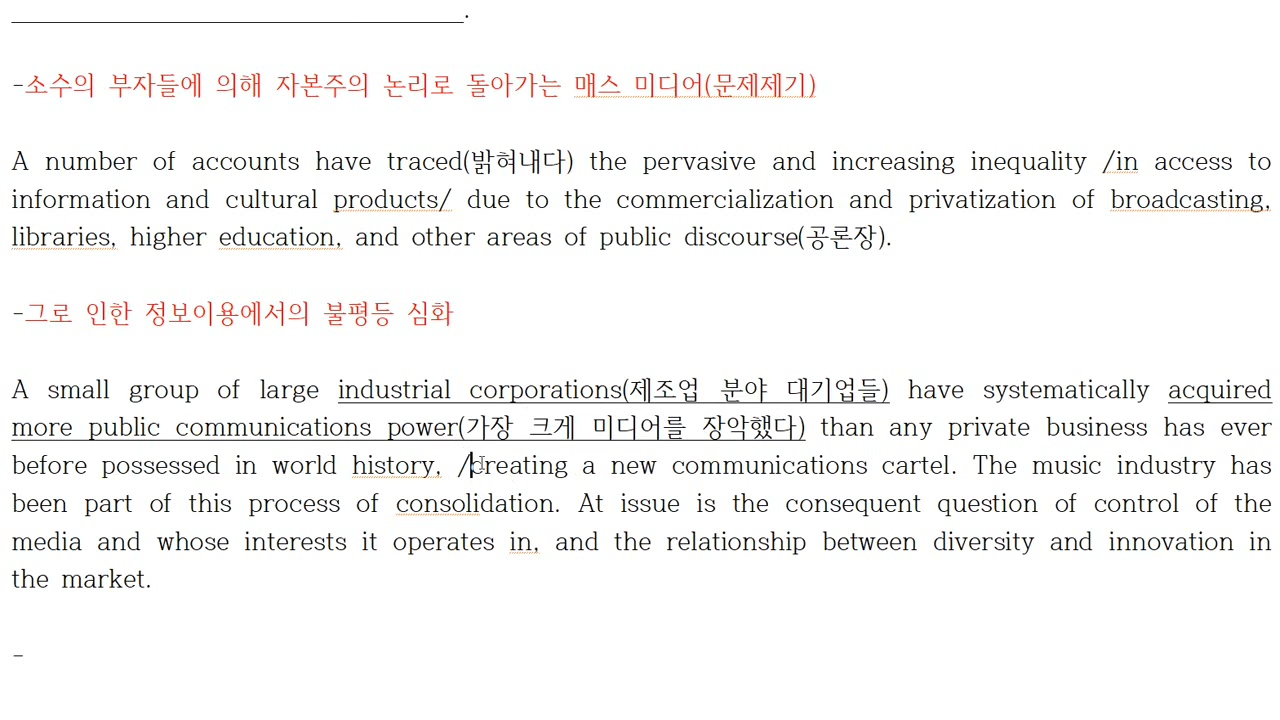 .
-소수의 부자들에 의해 자본주의 논리로 돌아가는 매스 미디어(문제제기)
A number of accounts have traced(밝혀내다) the pervasive and increasing inequality /in access to
information and cultural products/ due to the commercialization and privatization of broadcasting,
libraries, higher education, and other areas of public discourse(공론장).
-그로 인한 정보이용에서의 불평등 심화
A small group of large industrial corporations(제조업 분야 대기업들) have systematically acquired
more public communications power(가장 크게 미디어를 장악했다) than any private business has ever
before possessed in world history, /creating a new communications cartel. The music industry has
been part of this process of consolidation. At issue is the consequent question of control of the
media and whose interests it operates in, and the relationship between diversity and innovation in
the market.
-